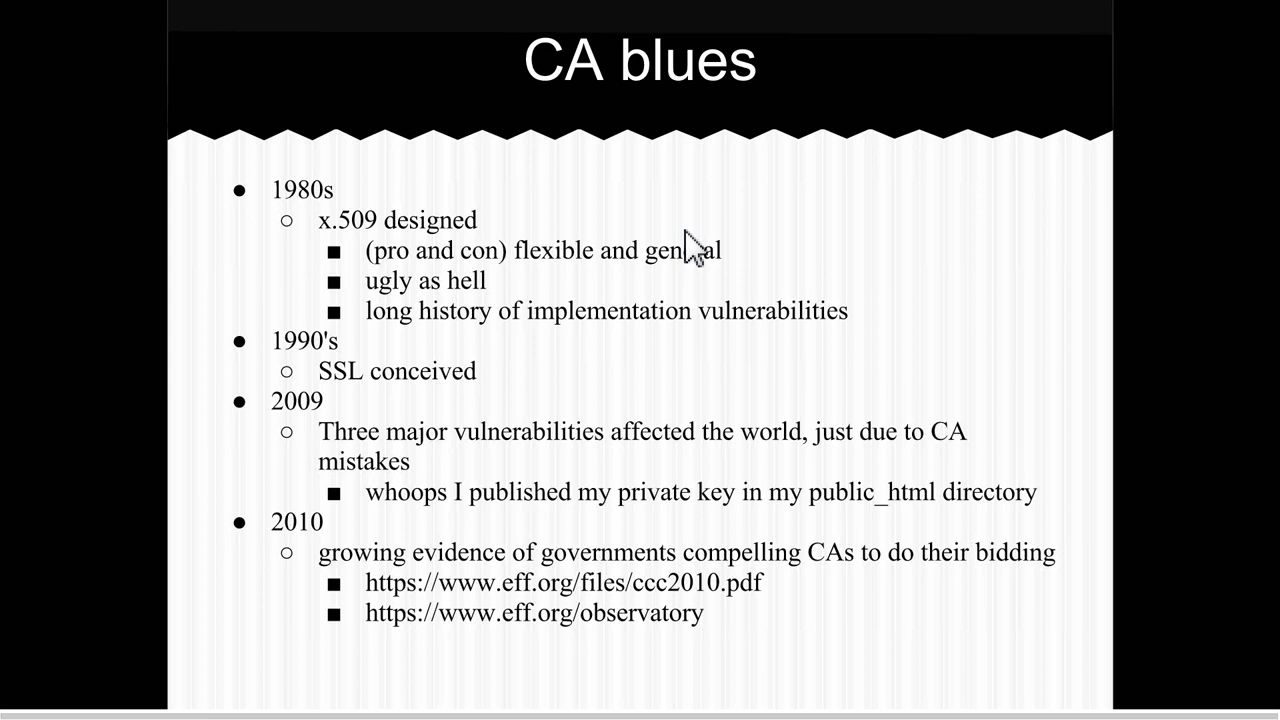 CA blues
● 1980s
○ x.509 designed
■ (pro and con) flexible and general
■ ugly as hell
■ long history of implementation vulnerabilities
● 1990's
○ SSL conceived
● 2009
○ Three major vulnerabilities affected the world, just due to CA
mistakes
■ whoops I published my private key in my public_html directory
● 2010
○ growing evidence of governments compelling CAs to do their bidding
■ https://www.eff.org/files/ccc2010.pdf
■ https://www.eff.org/observatory